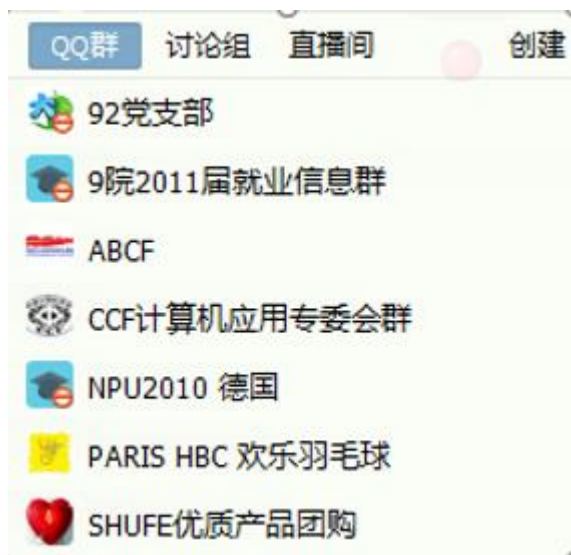 QQ群 讨论组 直播间 创建
92党支部
9院2011届就业信息群
ABCF
CCF计算机应用专委会群
NPU2010 德国
PARIS HBC 欢乐羽毛球
SHUFE优质产品团购